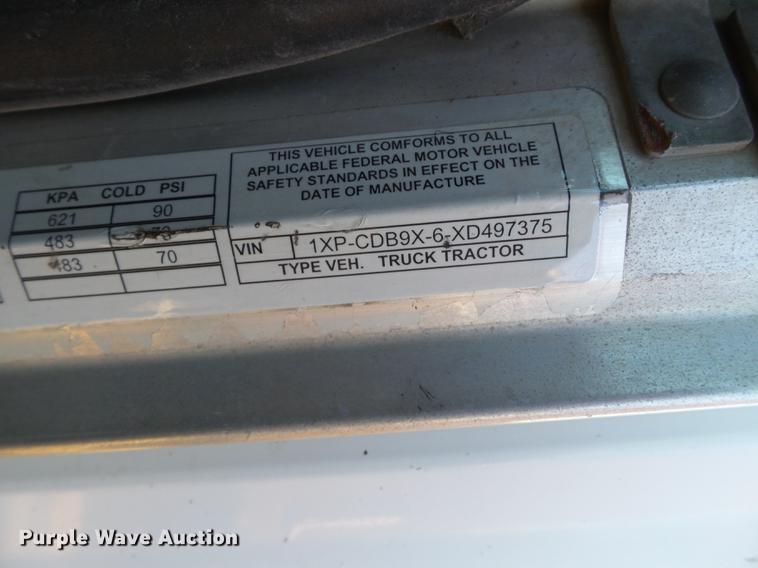 KPA COLD PSI
621 90
483
483 70
THIS VEHICLE COMFORMS TO ALL
APPLICABLE FEDERAL MOTOR VEHICLE
SAFETY STANDARDS IN EFFECT ON THE
DATE OF MANUFACTURE
VIN 1XP-CDB9X-6-XD497375
TYPE VEH. TRUCK TRACTOR
Purple Wave Auction